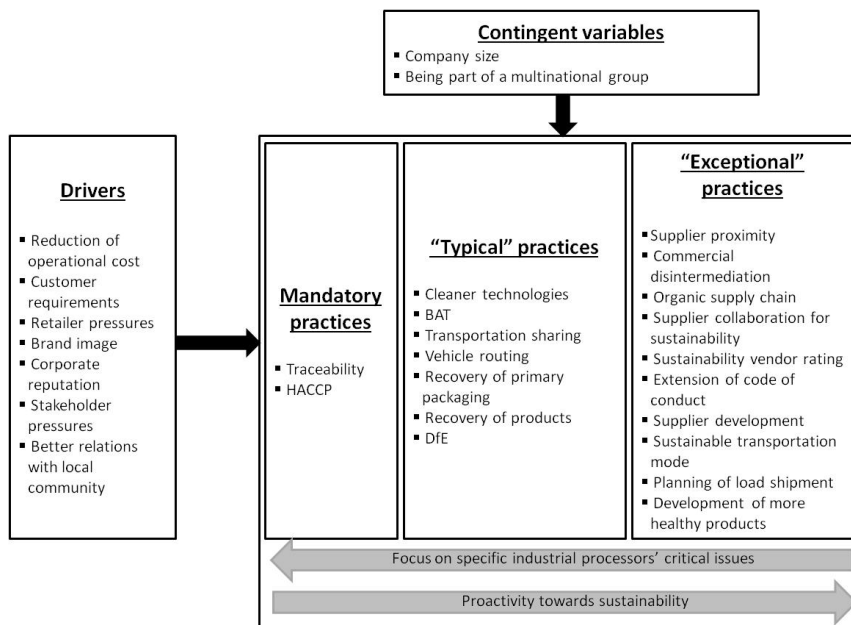 Contingent variables
▪ Company size
▪ Being part of a multinational group
Drivers
▪ Reduction of
operational cost
▪ Customer
requirements
▪ Retailer pressures
▪ Brand image
▪ Corporate
reputation
▪ Stakeholder
pressures
▪ Better relations
with local
community
Mandatory
practices
▪ Traceability
▪ HACCP
“Typical” practices
▪ Cleaner technologies
▪ BAT
▪ Transportation sharing
▪ Vehicle routing
▪ Recovery of primary
packaging
▪ Recovery of products
▪ DfE
“Exceptional”
practices
▪ Supplier proximity
▪ Commercial
disintermediation
▪ Organic supply chain
▪ Supplier collaboration for
sustainability
▪ Sustainability vendor rating
▪ Extension of code of
conduct
▪ Supplier development
▪ Sustainable transportation
mode
▪ Planning of load shipment
▪ Development of more
healthy products
Focus on specific industrial processors’ critical issues
Proactivity towards sustainability